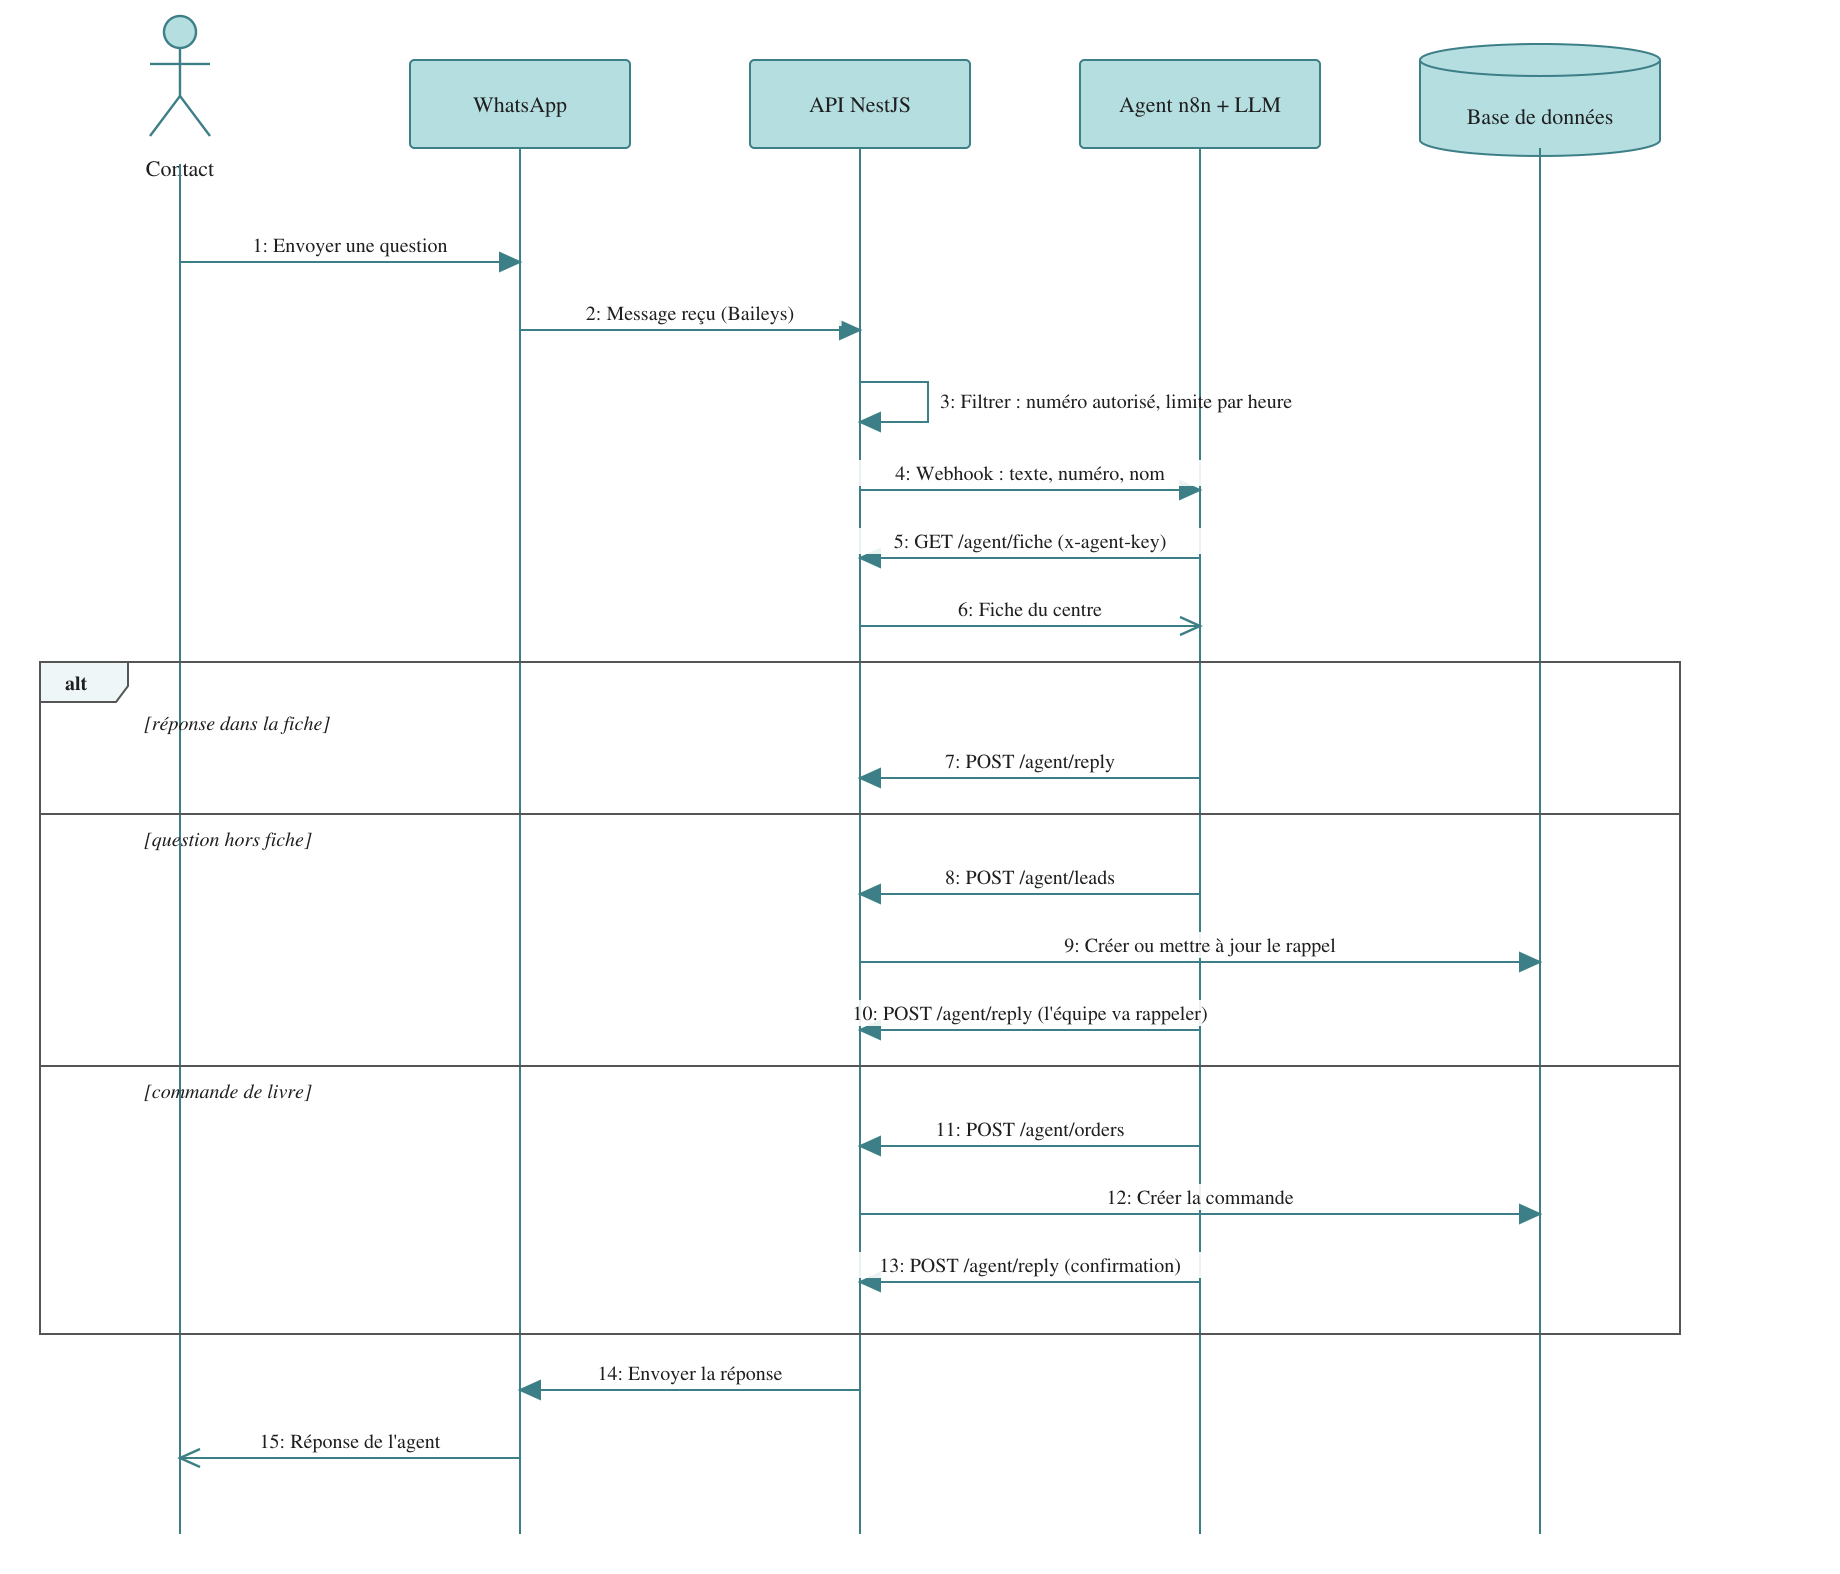 WhatsApp
API NestJS
Agent n8n + LLM
Base de données
Contact
1: Envoyer une question
2: Message reçu (Baileys)
3: Filtrer : numéro autorisé, limite par heure
4: Webhook : texte, numéro, nom
5: GET /agent/fiche (x-agent-key)
6: Fiche du centre
alt
[réponse dans la fiche]
7: POST /agent/reply
[question hors fiche]
8: POST /agent/leads
9: Créer ou mettre à jour le rappel
10: POST /agent/reply (l'équipe va rappeler)
[commande de livre]
11: POST /agent/orders
12: Créer la commande
13: POST /agent/reply (confirmation)
14: Envoyer la réponse
15: Réponse de l'agent